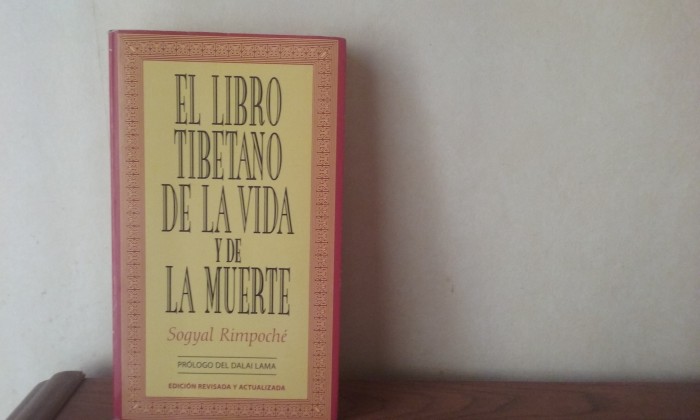 EL LIBRO
TIBETANO
DE LA VIDA
Y DE
LA MUERTE
Sogyal Rimpoché
PRÓLOGO DEL DALAI LAMA
EDICIÓN REVISADA Y ACTUALIZADA